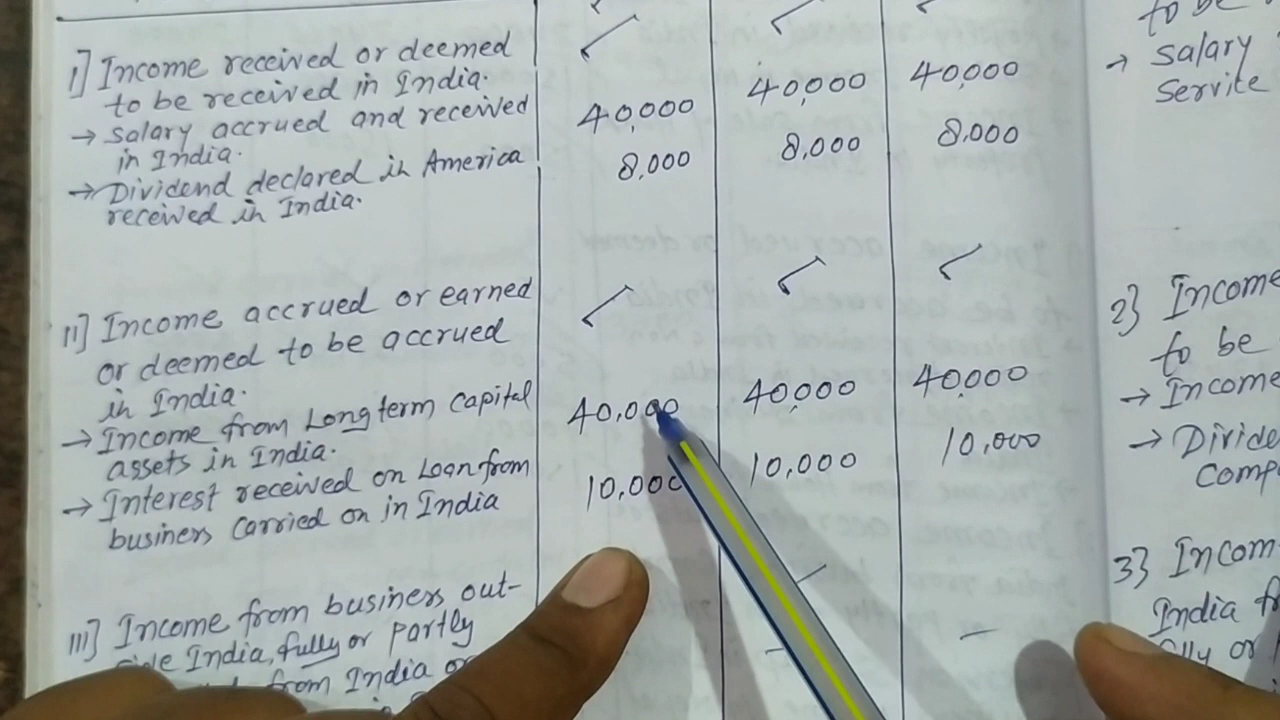 I] Income received or deemed
to be received in India.
→ Salary accrued and received
in India. 40,000 40,000 40,000
→ Dividend declared in America
received in India. 8,000 8,000 8,000
II] Income accrued or earned
or deemed to be accrued
in India.
→ Income from Long term capital
assets in India. 40,000 40,000 40,000
→ Interest received on Loan from
business carried on in India 10,000 10,000 10,000
III] Income from business out-
India, fully or partly
from India
to be
→ Salary
Service
2} Income
to be
→ Income
→ Divide
Comp
3} Incom
India
or